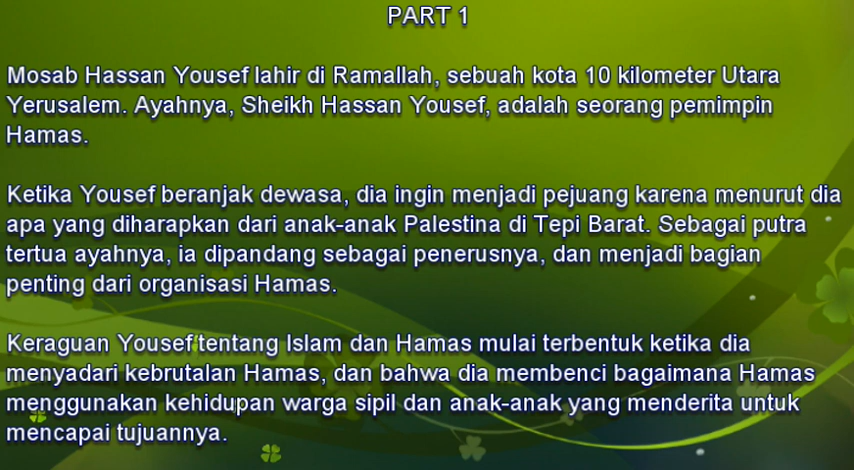 PART 1
Mosab Hassan Yousef lahir di Ramallah, sebuah kota 10 kilometer Utara
Yerusalem. Ayahnya, Sheikh Hassan Yousef, adalah seorang pemimpin
Hamas.
Ketika Yousef beranjak dewasa, dia ingin menjadi pejuang karena menurut dia
apa yang diharapkan dari anak-anak Palestina di Tepi Barat. Sebagai putra
tertua ayahnya, ia dipandang sebagai penerusnya, dan menjadi bagian
penting dari organisasi Hamas.
Keraguan Yousef tentang Islam dan Hamas mulai terbentuk ketika dia
menyadari kebrutalan Hamas, dan bahwa dia membenci bagaimana Hamas
menggunakan kehidupan warga sipil dan anak-anak yang menderita untuk
mencapai tujuannya.